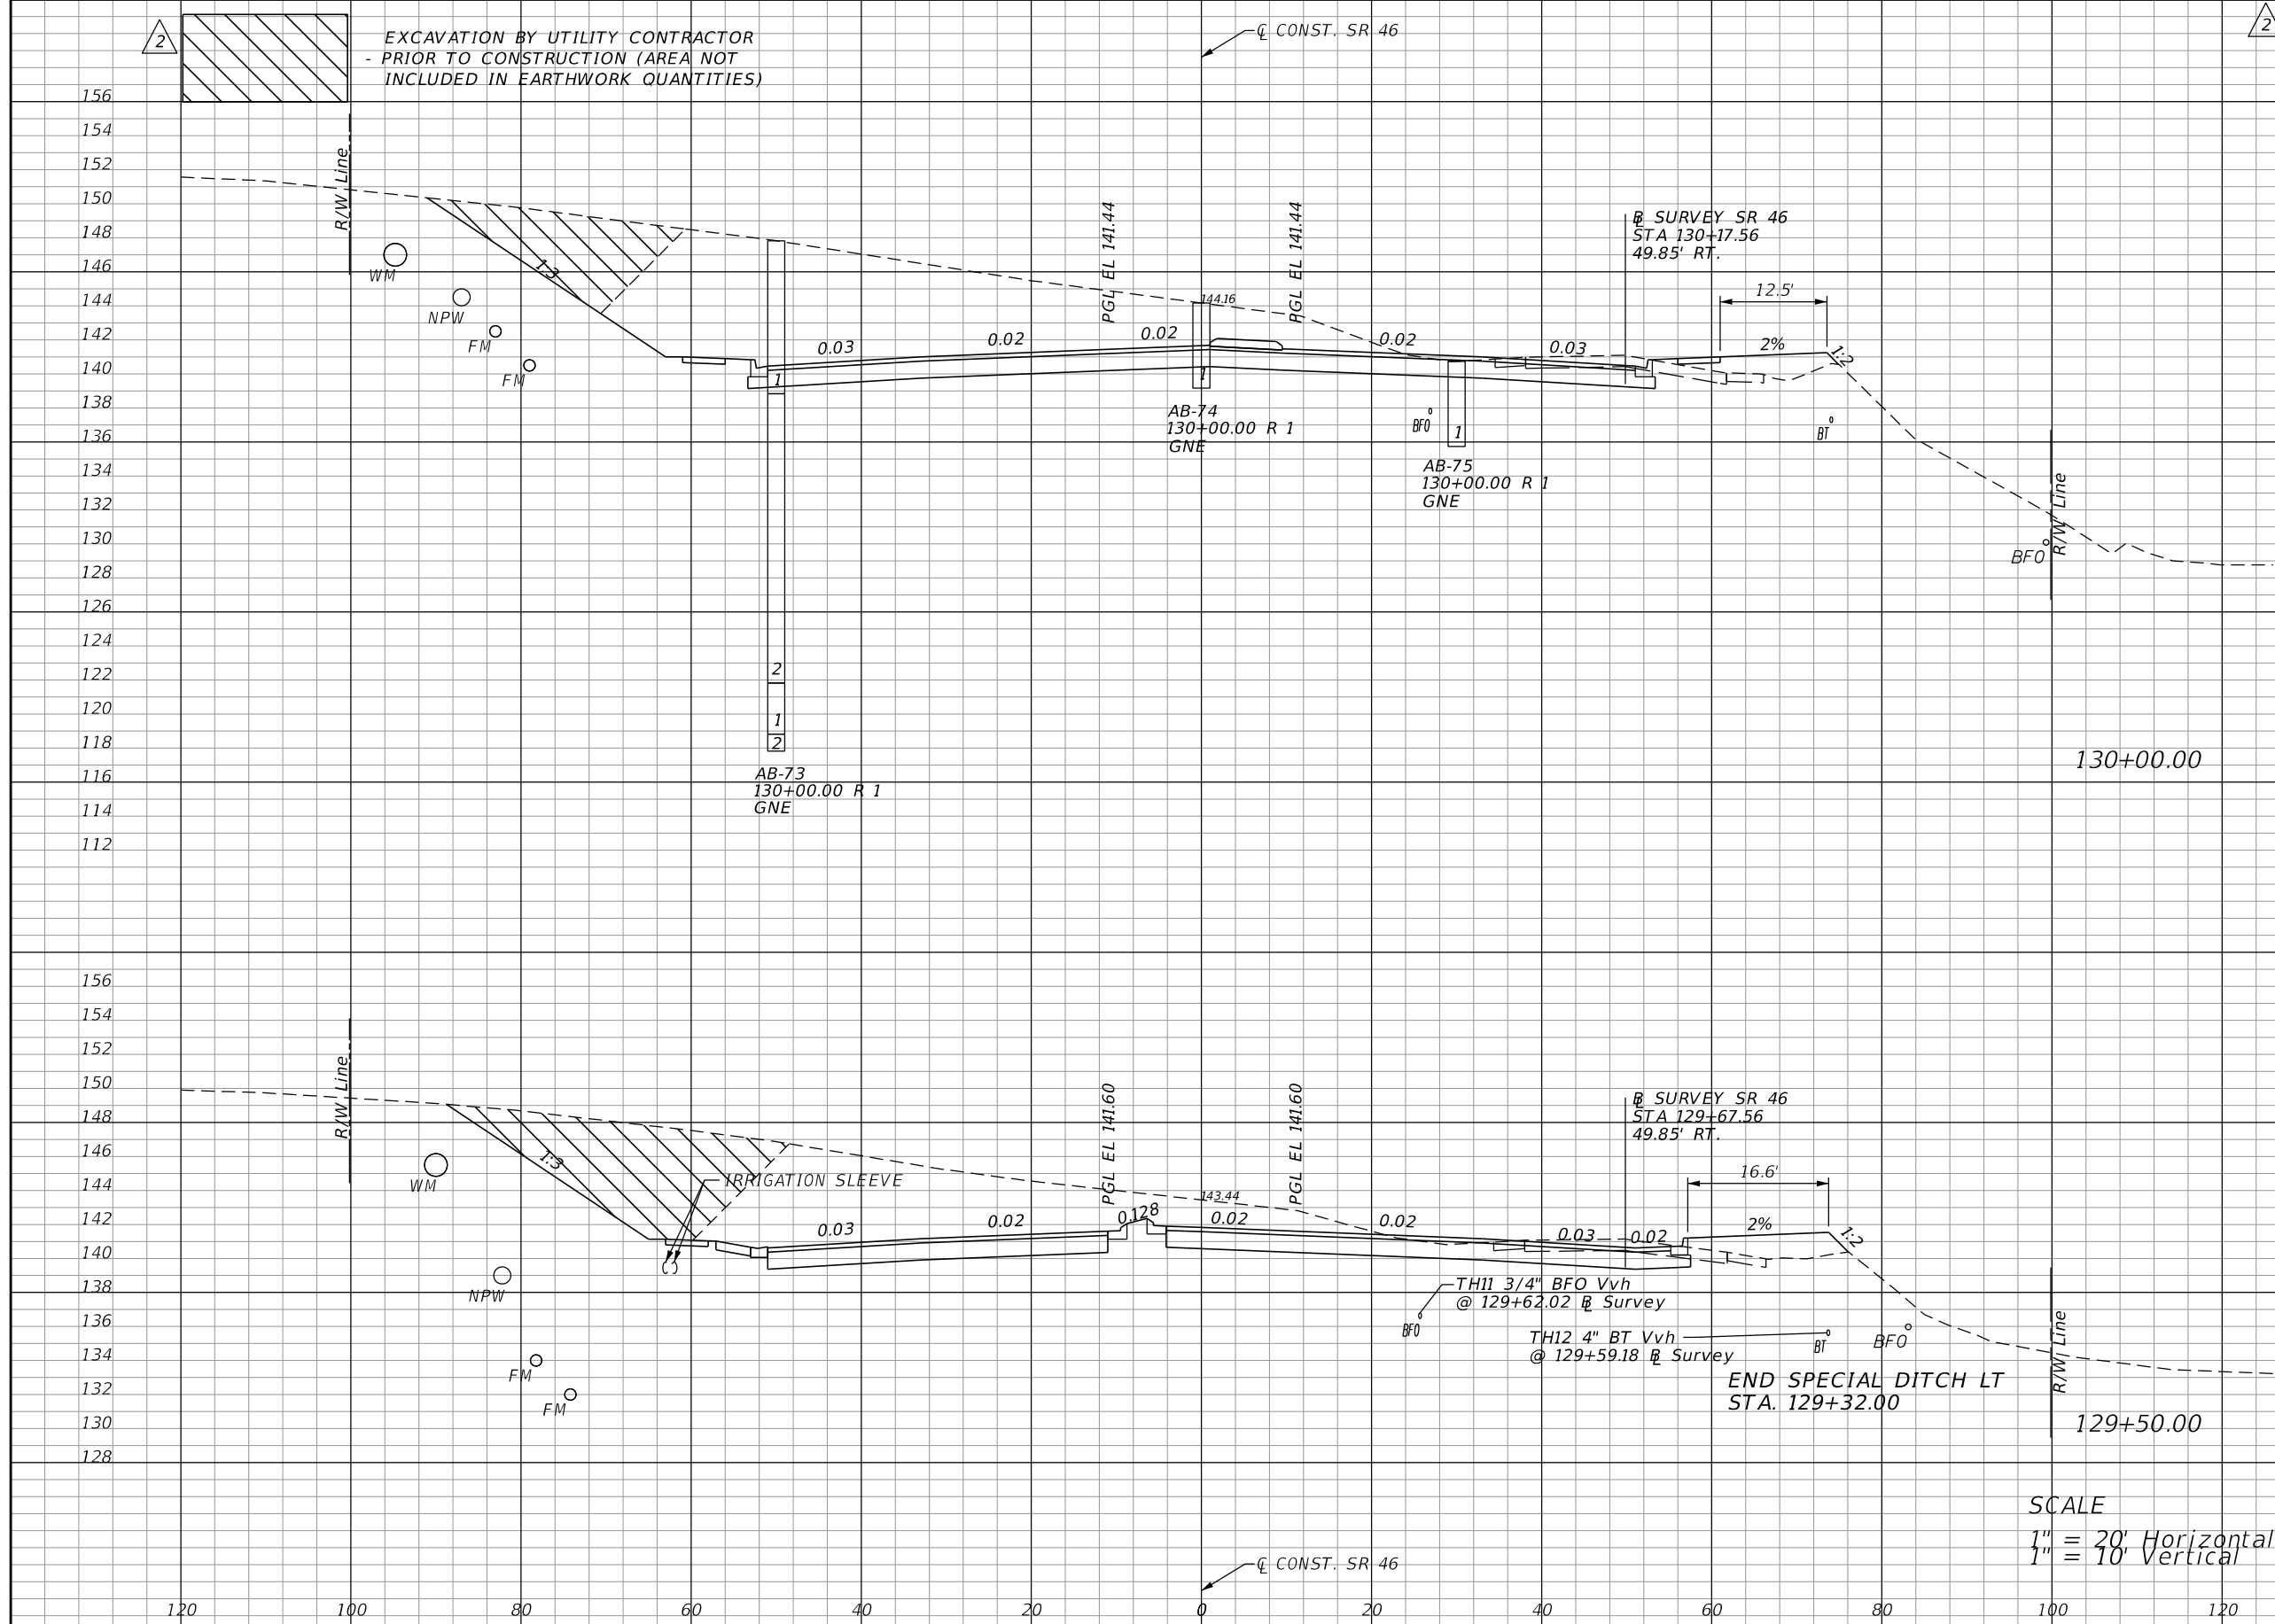 2
EXCAVATION BY UTILITY CONTRACTOR
- PRIOR TO CONSTRUCTION (AREA NOT
INCLUDED IN EARTHWORK QUANTITIES)
℄ CONST. SR 46
2
156
154
152
150
148
146
144
142
140
138
136
134
132
130
128
126
124
122
120
118
116
114
112
R/W Line
WM
NPW
FM
FM
1:3
0.03
0.02
0.02
PGL EL 141.44
144.16
PGL EL 141.44
0.02
0.03
B SURVEY SR 46
STA 130+17.56
49.85' RT.
12.5'
2%
1:2
1
2
1
2
AB-73
130+00.00 R 1
GNE
1
AB-74
130+00.00 R 1
GNE
BFO
1
AB-75
130+00.00 R 1
GNE
BT
BFO
R/W Line
130+00.00
156
154
152
150
148
146
144
142
140
138
136
134
132
130
128
R/W Line
WM
NPW
FM
FM
1:3
IRRIGATION SLEEVE
0.03
0.02
PGL EL 141.60
0.128
143.44
0.02
PGL EL 141.60
0.02
0.03
0.02
B SURVEY SR 46
STA 129+67.56
49.85' RT.
16.6'
2%
1:2
TH11 3/4" BFO Vvh
@ 129+62.02 B Survey
BFO
TH12 4" BT Vvh
@ 129+59.18 B Survey
BT
BFO
END SPECIAL DITCH LT
STA. 129+32.00
R/W Line
129+50.00
SCALE
1" = 20' Horizontal
1" = 10' Vertical
℄ CONST. SR 46
120 100 80 60 40 20 0 20 40 60 80 100 120